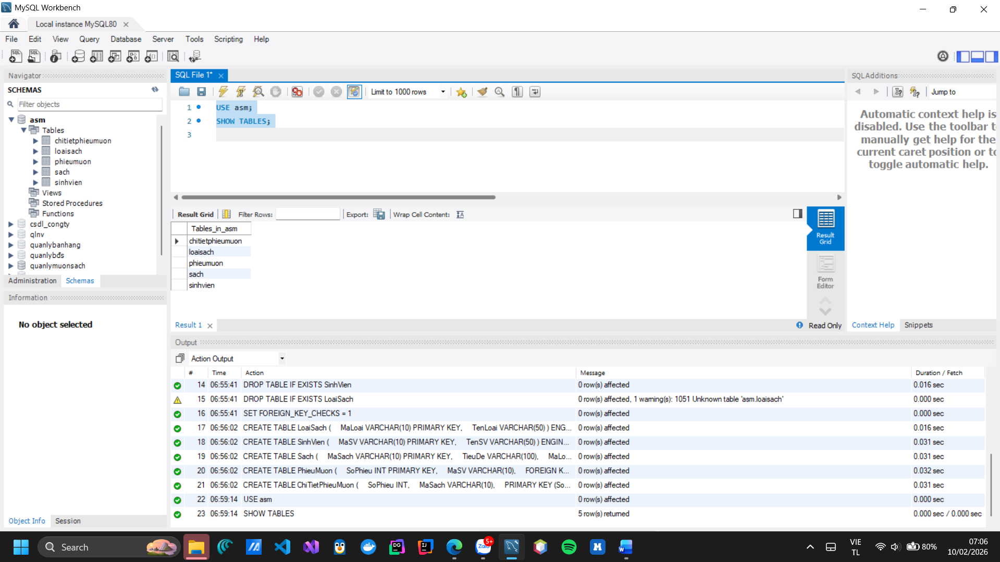 MySQL Workbench
Local instance MySQL80
File Edit View Query Database Server Tools Scripting Help
Navigator
SCHEMAS
Filter objects
asm
Tables
chitietphieumuon
loaisach
phieumuon
sach
sinhvien
Views
Stored Procedures
Functions
csdl_congty
qlnv
quanlybanhang
quanlybđs
quanlymuonsach
Administration Schemas
Information
No object selected
Object Info Session
SQL File 1*
Limit to 1000 rows
1 USE asm;
2 SHOW TABLES;
3
Result Grid Filter Rows: Export: Wrap Cell Content:
Tables_in_asm
chitietphieumuon
loaisach
phieumuon
sach
sinhvien
Result Grid
Form Editor
Result 1
Read Only
SQLAdditions
Jump to
Automatic context help is
disabled. Use the toolbar
manually get help for the
current caret position or
toggle automatic help.
Context Help Snippets
Output
Action Output
# Time Action Message Duration / Fetch
14 06:55:41 DROP TABLE IF EXISTS SinhVien 0 row(s) affected 0.016 sec
15 06:55:41 DROP TABLE IF EXISTS LoaiSach 0 row(s) affected, 1 warning(s): 1051 Unknown table 'asm.loaisach' 0.000 sec
16 06:55:41 SET FOREIGN_KEY_CHECKS = 1 0 row(s) affected 0.000 sec
17 06:56:02 CREATE TABLE LoaiSach ( MaLoai VARCHAR(10) PRIMARY KEY, TenLoai VARCHAR(50) ) ENG... 0 row(s) affected 0.016 sec
18 06:56:02 CREATE TABLE SinhVien ( MaSV VARCHAR(10) PRIMARY KEY, TenSV VARCHAR(50) ) ENGIN... 0 row(s) affected 0.031 sec
19 06:56:02 CREATE TABLE Sach ( MaSach VARCHAR(10) PRIMARY KEY, TieuDe VARCHAR(100), MaLo... 0 row(s) affected 0.031 sec
20 06:56:02 CREATE TABLE PhieuMuon ( SoPhieu INT PRIMARY KEY, MaSV VARCHAR(10), FOREIGN K... 0 row(s) affected 0.032 sec
21 06:56:02 CREATE TABLE ChiTietPhieuMuon ( SoPhieu INT, MaSach VARCHAR(10), PRIMARY KEY (So... 0 row(s) affected 0.031 sec
22 06:59:14 USE asm 0 row(s) affected 0.000 sec
23 06:59:14 SHOW TABLES 5 row(s) returned 0.000 sec / 0.000 sec
Search
DG
IJ
Zalo
5+
M
W
VIE
TL
80%
07:06
10/02/2026